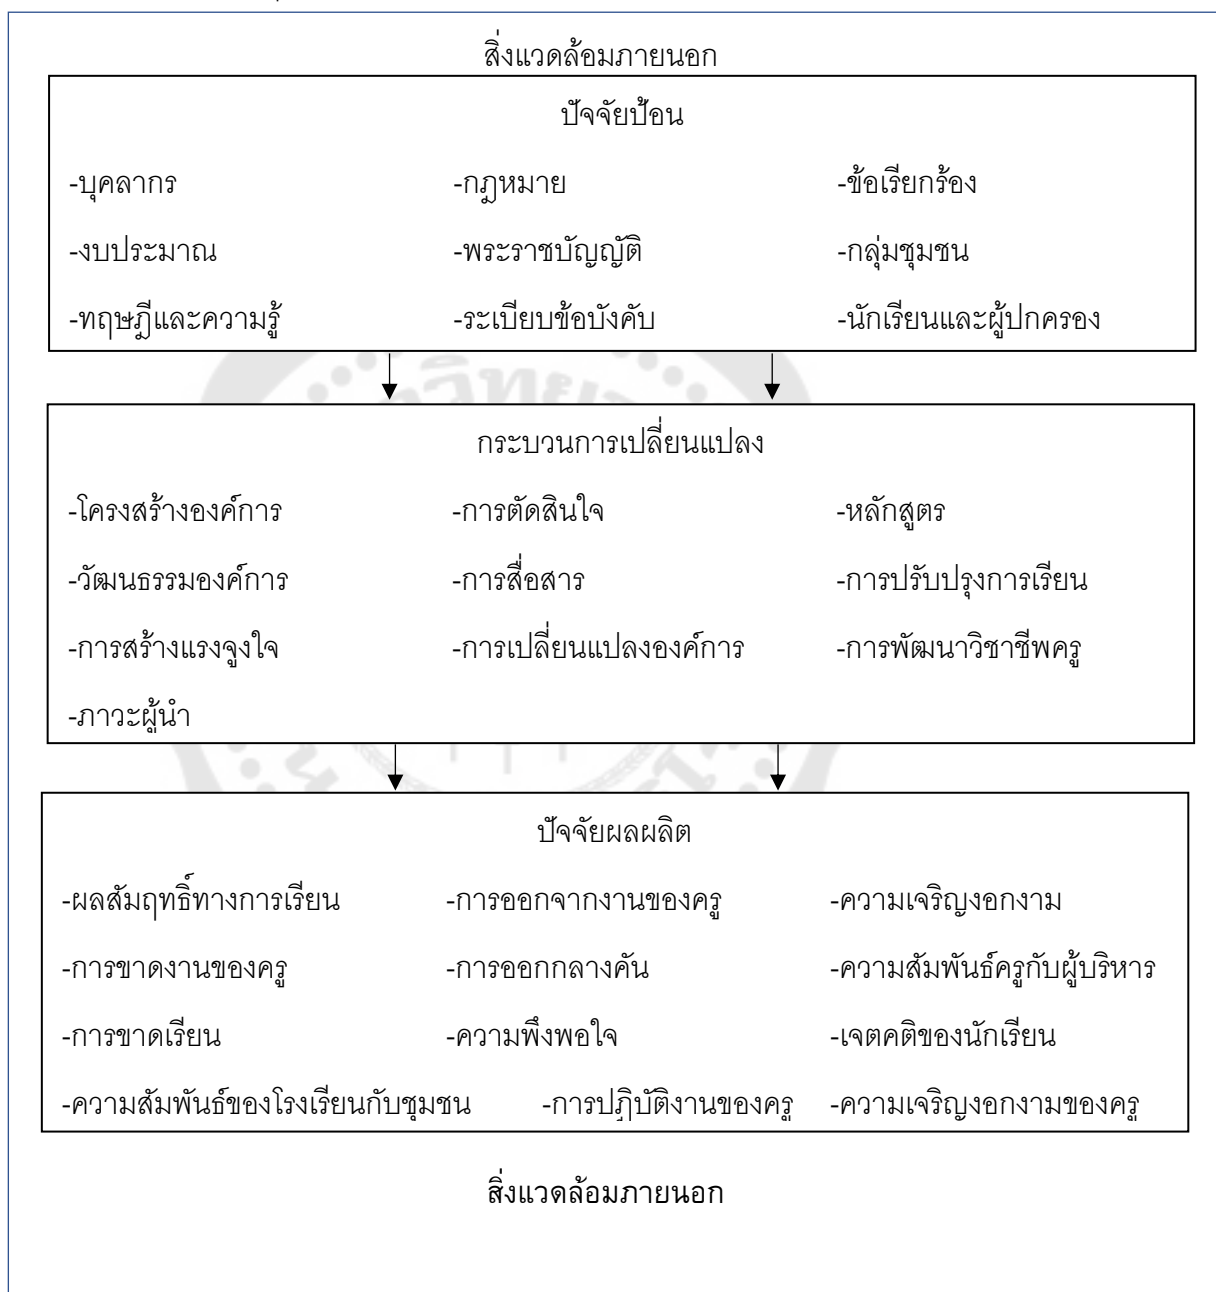 สิ่งแวดล้อมภายนอก
ปัจจัยป้อน
-บุคลากร -กฎหมาย -ข้อเรียกร้อง
-งบประมาณ -พระราชบัญญัติ -กลุ่มชุมชน
-ทฤษฎีและความรู้ -ระเบียบข้อบังคับ -นักเรียนและผู้ปกครอง
กระบวนการเปลี่ยนแปลง
-โครงสร้างองค์การ -การตัดสินใจ -หลักสูตร
-วัฒนธรรมองค์การ -การสื่อสาร -การปรับปรุงการเรียน
-การสร้างแรงจูงใจ -การเปลี่ยนแปลงองค์การ -การพัฒนาวิชาชีพครู
-ภาวะผู้นำ
ปัจจัยผลผลิต
-ผลสัมฤทธิ์ทางการเรียน -การออกจากงานของครู -ความเจริญงอกงาม
-การขาดงานของครู -การออกกลางคัน -ความสัมพันธ์ครูกับผู้บริหาร
-การขาดเรียน -ความพึงพอใจ -เจตคติของนักเรียน
-ความสัมพันธ์ของโรงเรียนกับชุมชน -การปฏิบัติงานของครู -ความเจริญงอกงามของครู
สิ่งแวดล้อมภายนอก